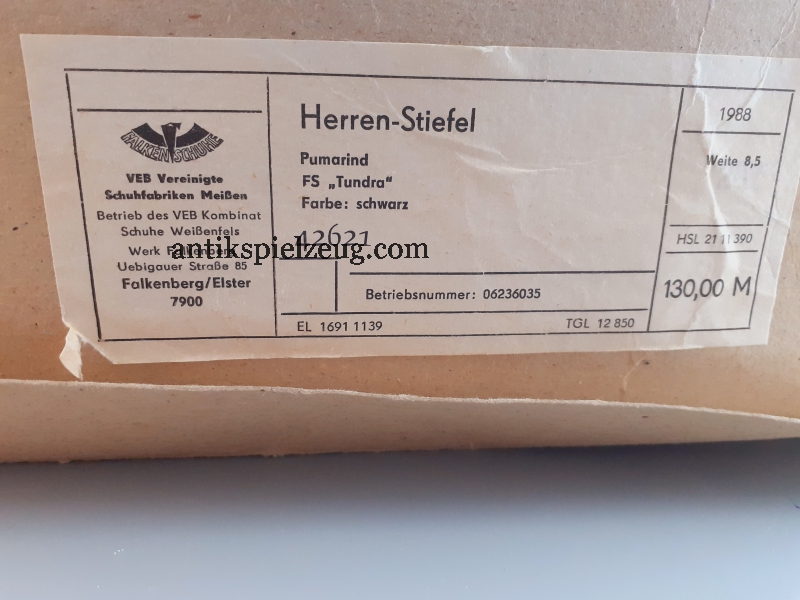 FALKEN SCHUHE
VEB Vereinigte
Schuhfabriken Meißen
Betrieb des VEB Kombinat
Schuhe Weißenfels
Werk Falkenberg
Uebigauer Straße 85
Falkenberg/Elster
7900
Herren-Stiefel
Pumarind
FS „Tundra“
Farbe: schwarz
42621
antikspielzeug.com
Betriebsnummer: 06236035
EL 1691 1139
TGL 12 850
1988
Weite 8,5
HSL 21 11 390
130,00 M